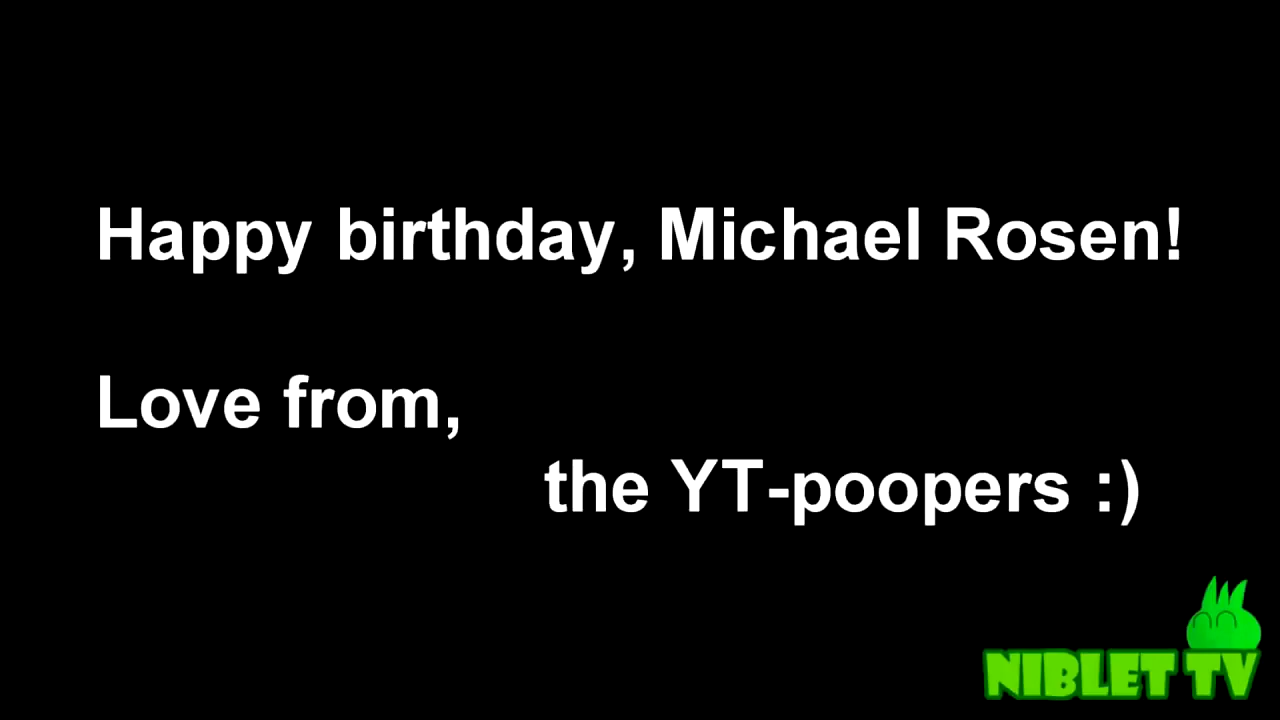 Happy birthday, Michael Rosen!
Love from,
the YT-poopers :)
NIBLET TV